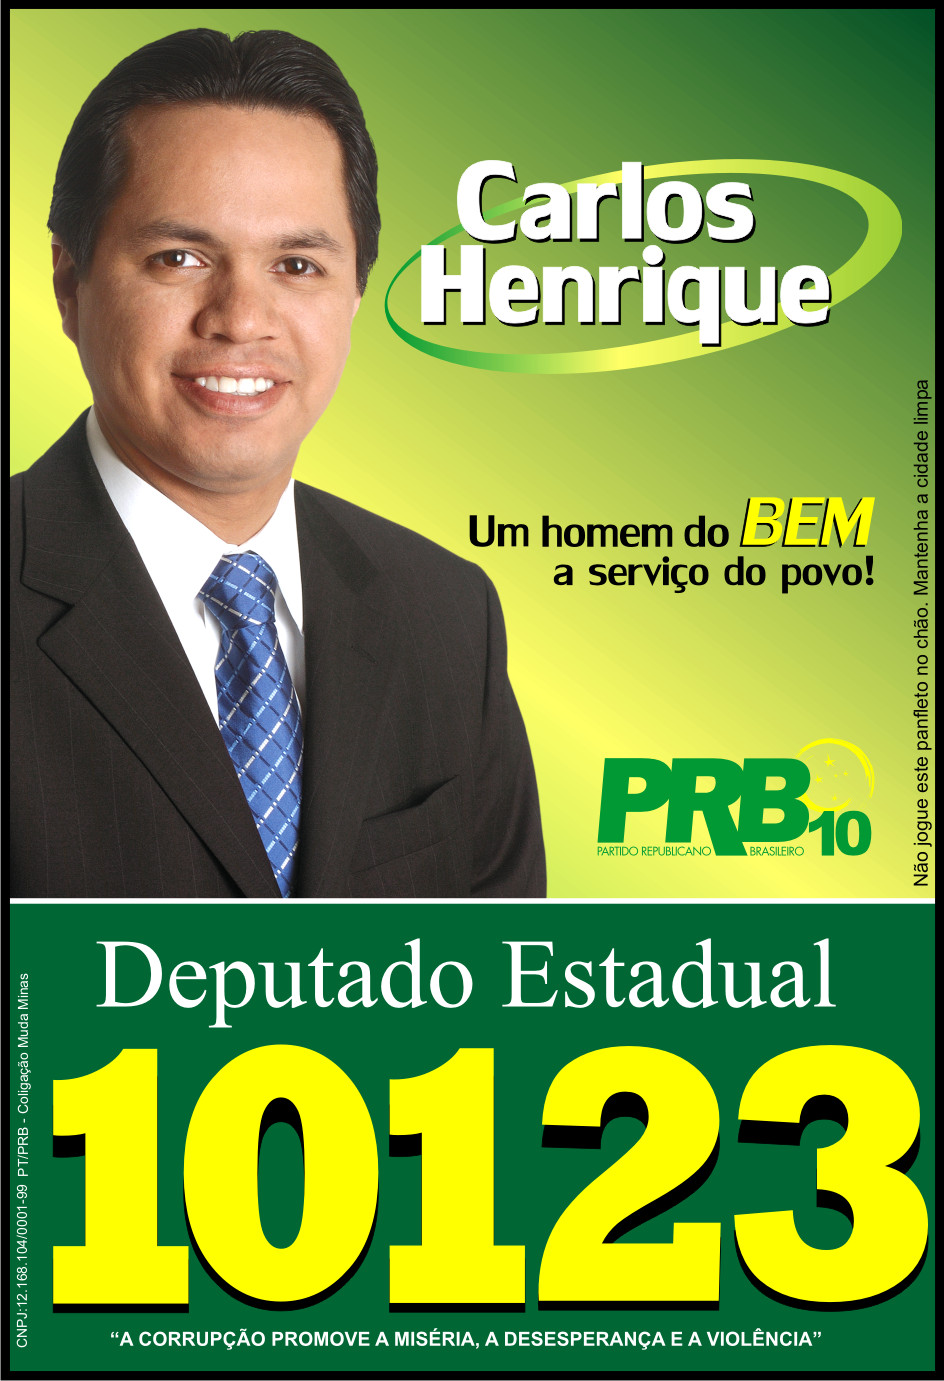 Carlos
Henrique
Um homem do BEM
a serviço do povo!
Não jogue este panfleto no chão. Mantenha a cidade limpa
PRB 10
PARTIDO REPUBLICANO BRASILEIRO
Deputado Estadual
10123
CNPJ:12.168.104/0001-99 PT/PRB - Coligação Muda Minas
“A CORRUPÇÃO PROMOVE A MISÉRIA, A DESESPERANÇA E A VIOLÊNCIA”